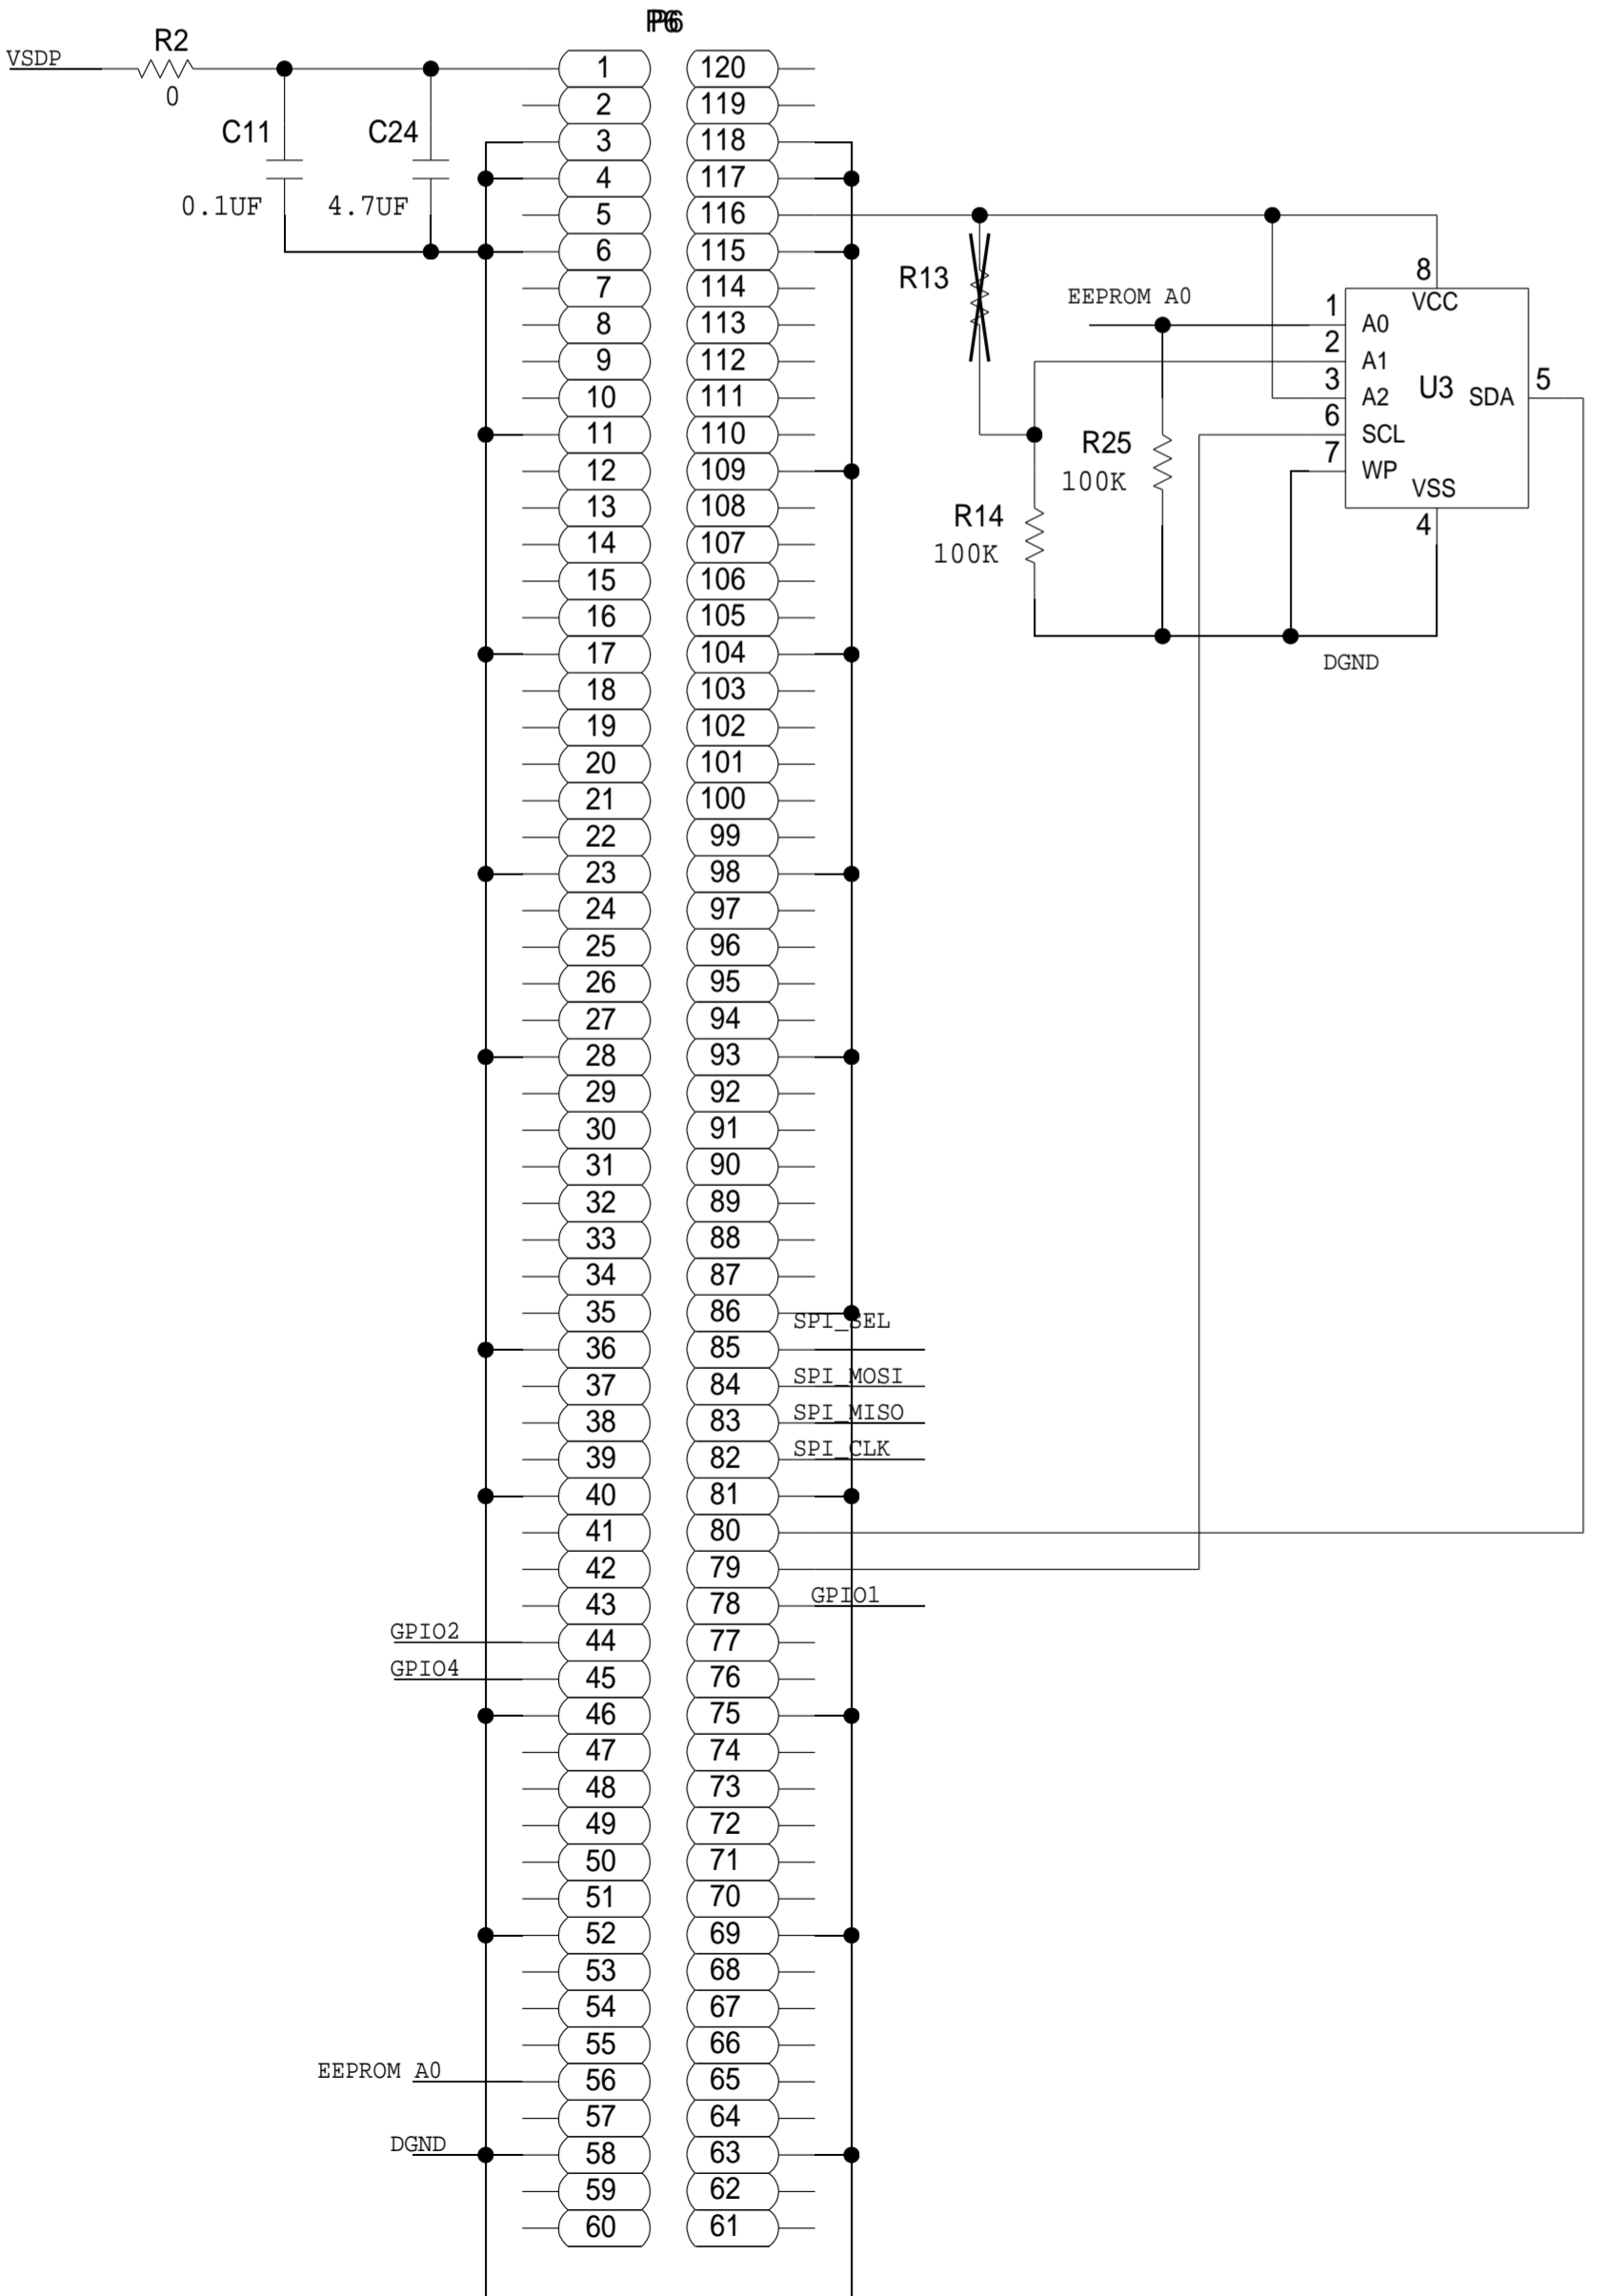 P6
VSDP
R2
0
C11
0.1UF
C24
4.7UF
1 120
2 119
3 118
4 117
5 116
6 115
7 114
8 113
9 112
10 111
11 110
12 109
13 108
14 107
15 106
16 105
17 104
18 103
19 102
20 101
21 100
22 99
23 98
24 97
25 96
26 95
27 94
28 93
29 92
30 91
31 90
32 89
33 88
34 87
35 86
SPI_SEL
36 85
SPI_MOSI
37 84
SPI_MISO
38 83
SPI_CLK
39 82
40 81
41 80
42 79
GPIO1
43 78
GPIO2
44 77
GPIO4
45 76
46 75
47 74
48 73
49 72
50 71
51 70
52 69
53 68
54 67
55 66
EEPROM A0
56 65
57 64
DGND
58 63
59 62
60 61
R13
EEPROM A0
R25
100K
R14
100K
8
VCC
1 A0
2 A1
3 A2
6 SCL
7 WP
U3
SDA 5
VSS
4
DGND